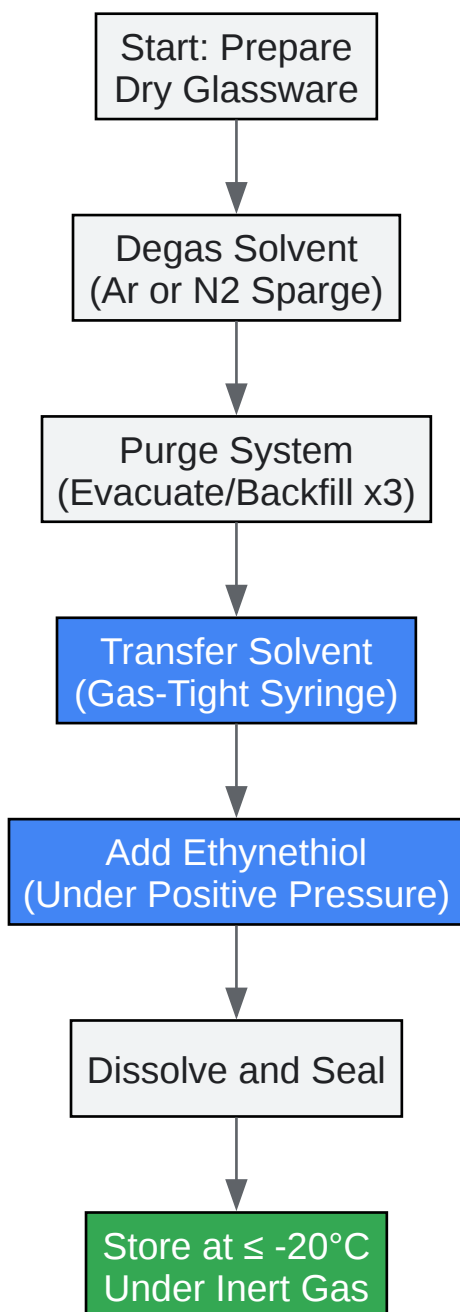 Start: Prepare
Dry Glassware
Degas Solvent
(Ar or N2 Sparge)
Purge System
(Evacuate/Backfill x3)
Transfer Solvent
(Gas-Tight Syringe)
Add Ethynethiol
(Under Positive Pressure)
Dissolve and Seal
Store at ≤ -20°C
Under Inert Gas